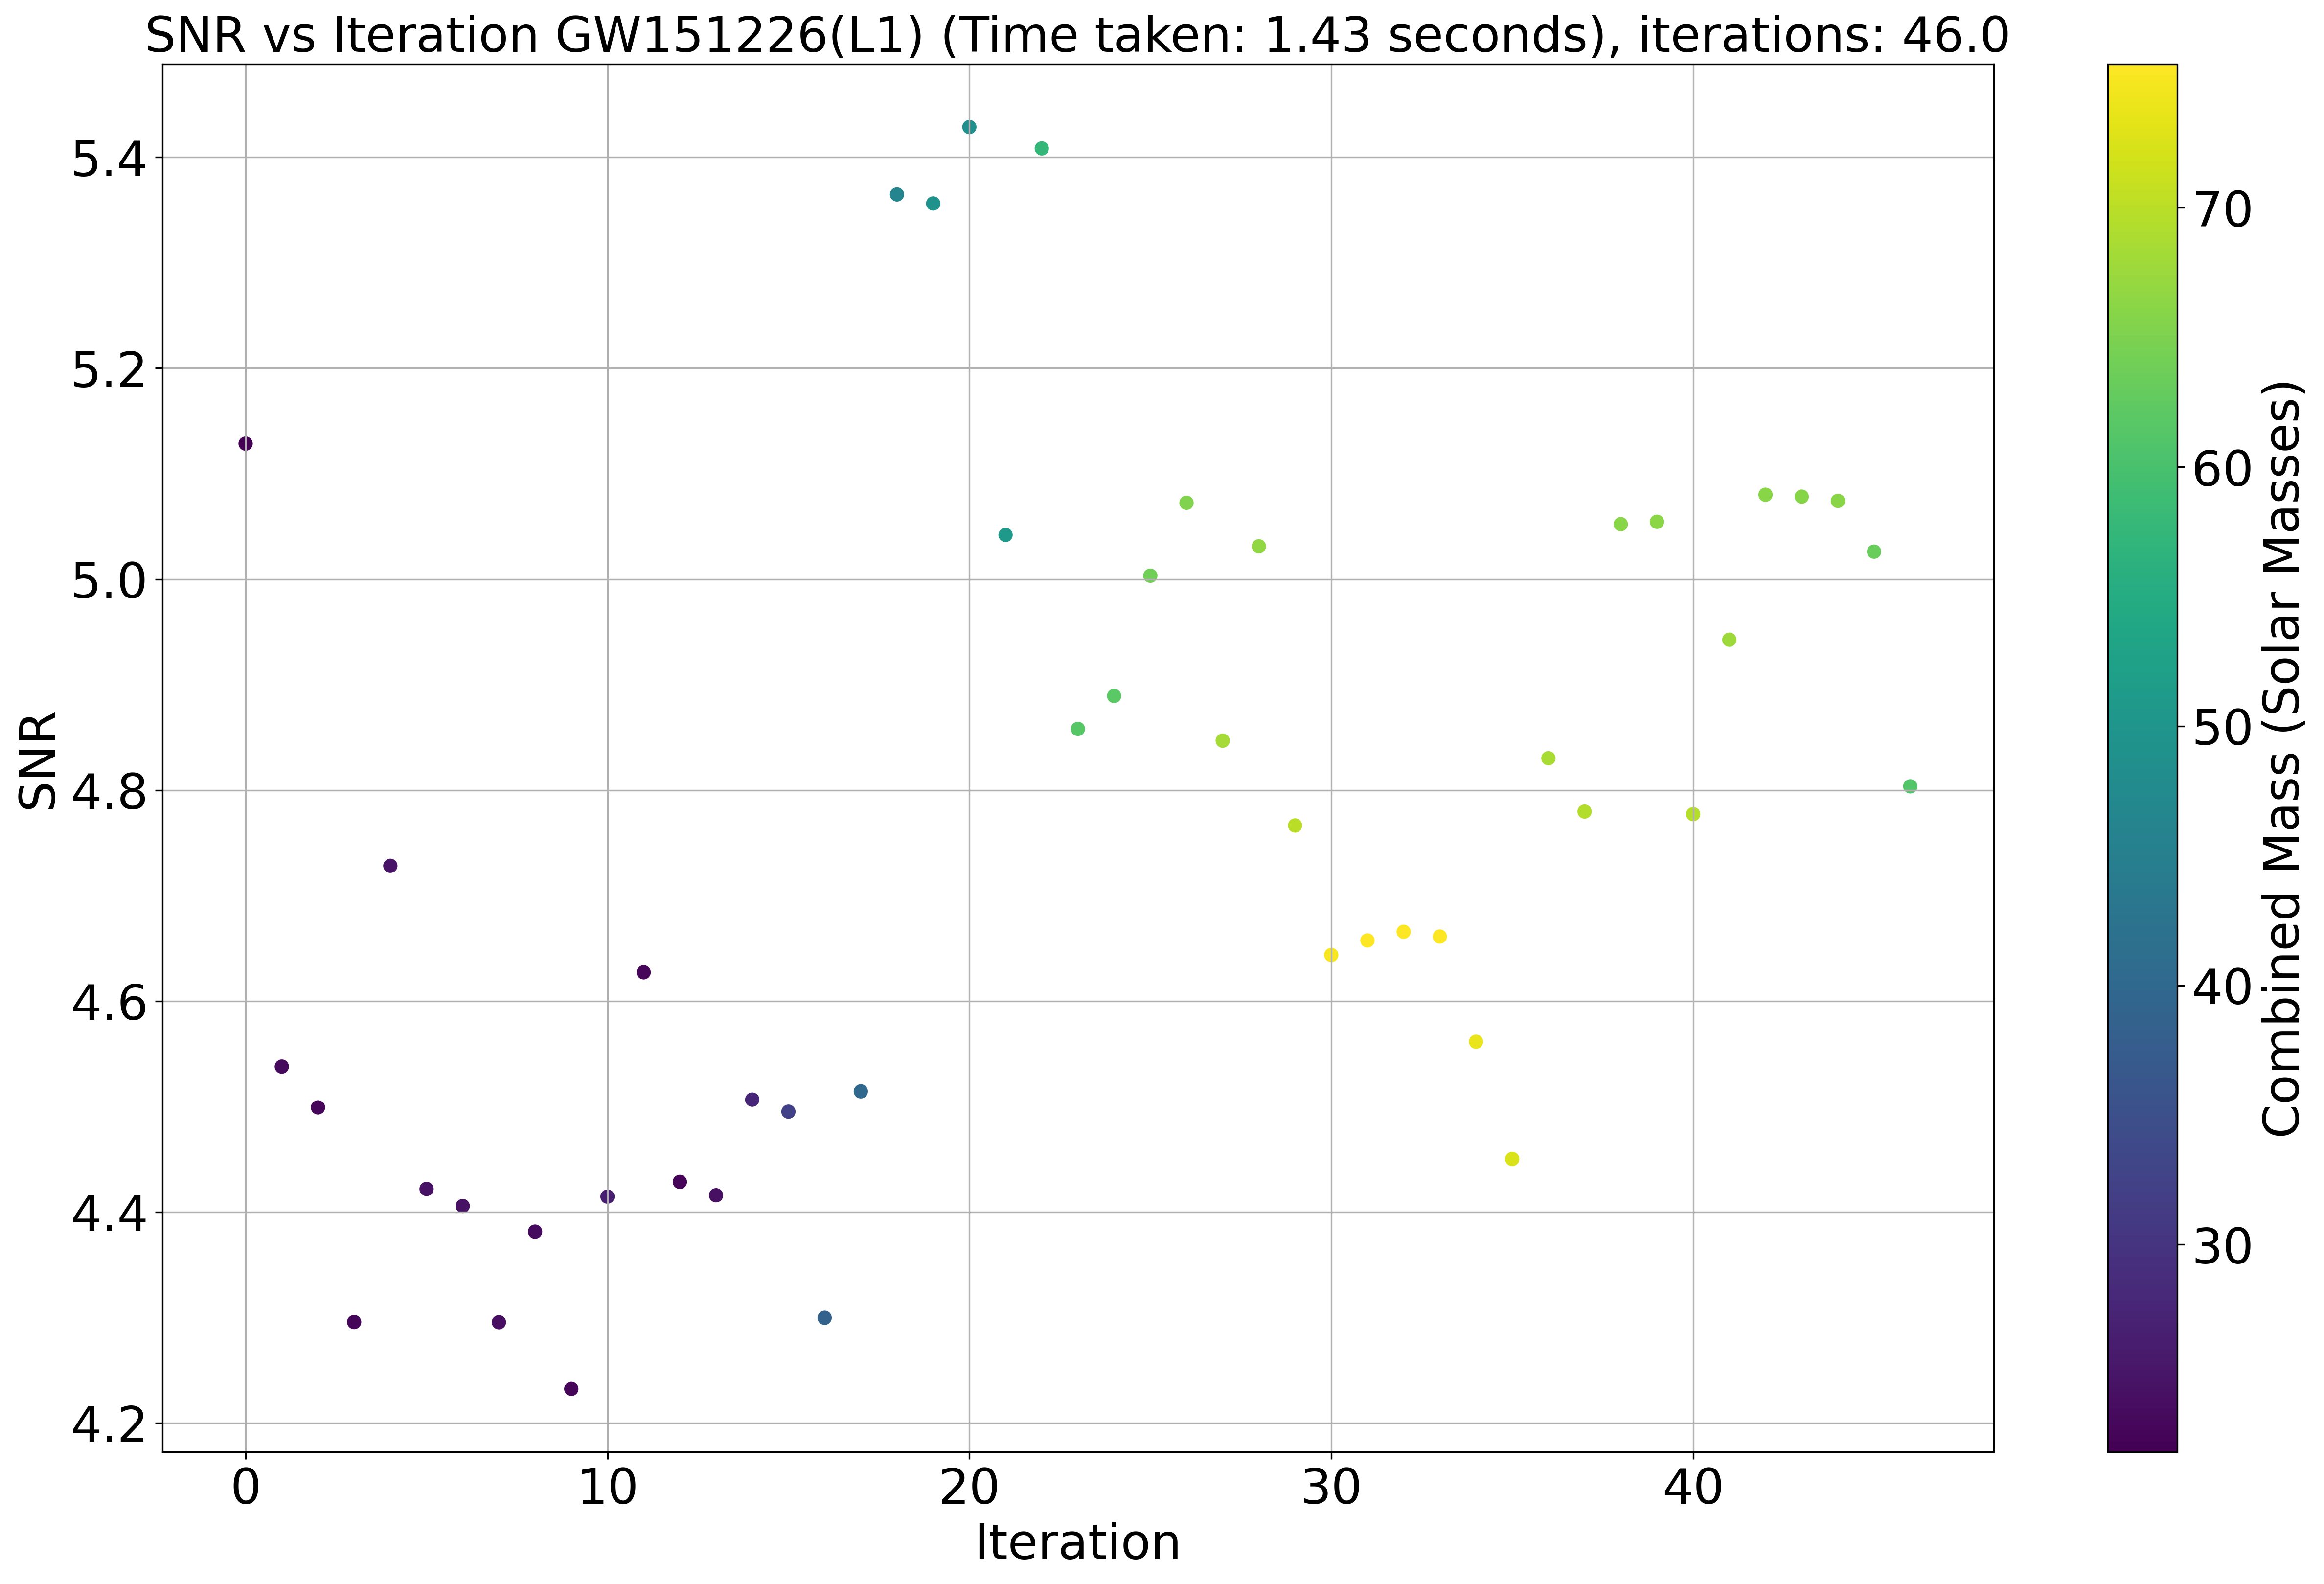 SNR vs Iteration GW151226(L1) (Time taken: 1.43 seconds), iterations: 46.0
SNR
5.4
5.2
5.0
4.8
4.6
4.4
4.2
0 10 20 30 40
Iteration
70
60
50
40
30
Combined Mass (Solar Masses)